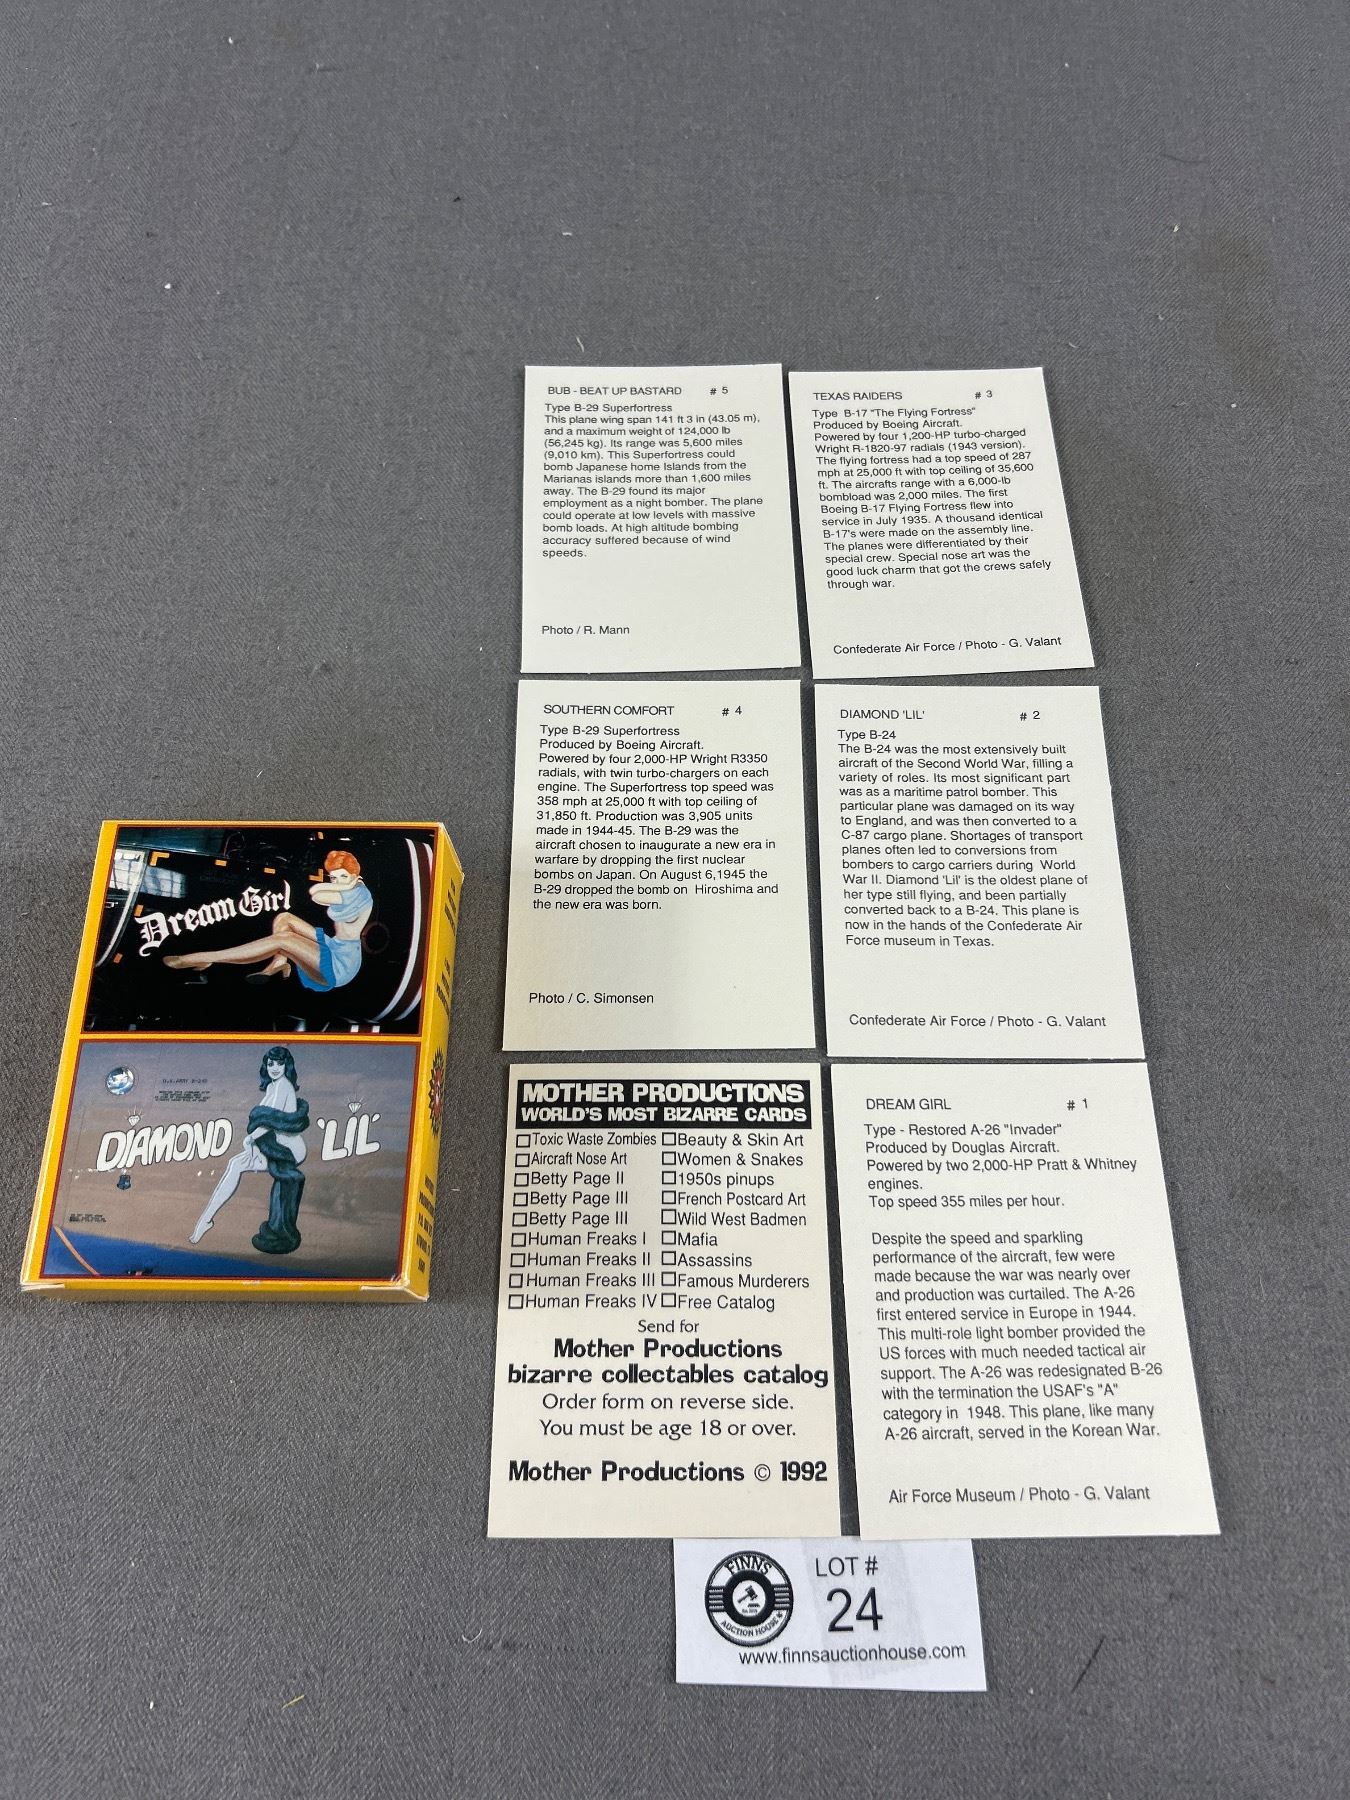 BUB - BEAT UP BASTARD # 5
Type B-29 Superfortress
This plane wing span 141 ft 3 in (43.05 m),
and a maximum weight of 124,000 lb
(56,245 kg). Its range was 5,600 miles
(9,010 km). This Superfortress could
bomb Japanese home Islands from the
Marianas islands more than 1,600 miles
away. The B-29 found its major
employment as a night bomber. The plane
could operate at low levels with massive
bomb loads. At high altitude bombing
accuracy suffered because of wind
speeds.
Photo / R. Mann
TEXAS RAIDERS # 3
Type B-17 "The Flying Fortress"
Produced by Boeing Aircraft.
Powered by four 1,200-HP turbo-charged
Wright R-1820-97 radials (1943 version).
The flying fortress had a top speed of 287
mph at 25,000 ft with top ceiling of 35,600
ft. The aircrafts range with a 6,000-lb
bombload was 2,000 miles. The first
Boeing B-17 Flying Fortress flew into
service in July 1935. A thousand identical
B-17's were made on the assembly line.
The planes were differentiated by their
special crew. Special nose art was the
good luck charm that got the crews safely
through war.
Confederate Air Force / Photo - G. Valant
SOUTHERN COMFORT # 4
Type B-29 Superfortress
Produced by Boeing Aircraft.
Powered by four 2,000-HP Wright R3350
radials, with twin turbo-chargers on each
engine. The Superfortress top speed was
358 mph at 25,000 ft with top ceiling of
31,850 ft. Production was 3,905 units
made in 1944-45. The B-29 was the
aircraft chosen to inaugurate a new era in
warfare by dropping the first nuclear
bombs on Japan. On August 6,1945 the
B-29 dropped the bomb on Hiroshima and
the new era was born.
Photo / C. Simonsen
DIAMOND 'LIL' # 2
Type B-24
The B-24 was the most extensively built
aircraft of the Second World War, filling a
variety of roles. Its most significant part
was as a maritime patrol bomber. This
particular plane was damaged on its way
to England, and was then converted to a
C-87 cargo plane. Shortages of transport
planes often led to conversions from
bombers to cargo carriers during World
War II. Diamond 'Lil' is the oldest plane of
her type still flying, and been partially
converted back to a B-24. This plane is
now in the hands of the Confederate Air
Force museum in Texas.
Confederate Air Force / Photo - G. Valant
Dream Girl
DIAMOND 'LIL'
MOTHER PRODUCTIONS
WORLD'S MOST BIZARRE CARDS
Toxic Waste Zombies Beauty & Skin Art
Aircraft Nose Art Women & Snakes
Betty Page II 1950s pinups
Betty Page III French Postcard Art
Betty Page III Wild West Badmen
Human Freaks I Mafia
Human Freaks II Assassins
Human Freaks III Famous Murderers
Human Freaks IV Free Catalog
Send for
Mother Productions
bizarre collectables catalog
Order form on reverse side.
You must be age 18 or over.
Mother Productions © 1992
DREAM GIRL # 1
Type - Restored A-26 "Invader"
Produced by Douglas Aircraft.
Powered by two 2,000-HP Pratt & Whitney
engines.
Top speed 355 miles per hour.
Despite the speed and sparkling
performance of the aircraft, few were
made because the war was nearly over
and production was curtailed. The A-26
first entered service in Europe in 1944.
This multi-role light bomber provided the
US forces with much needed tactical air
support. The A-26 was redesignated B-26
with the termination the USAF's "A"
category in 1948. This plane, like many
A-26 aircraft, served in the Korean War.
Air Force Museum / Photo - G. Valant
FINNS
AUCTION HOUSE
LOT #
24
www.finnsauctionhouse.com